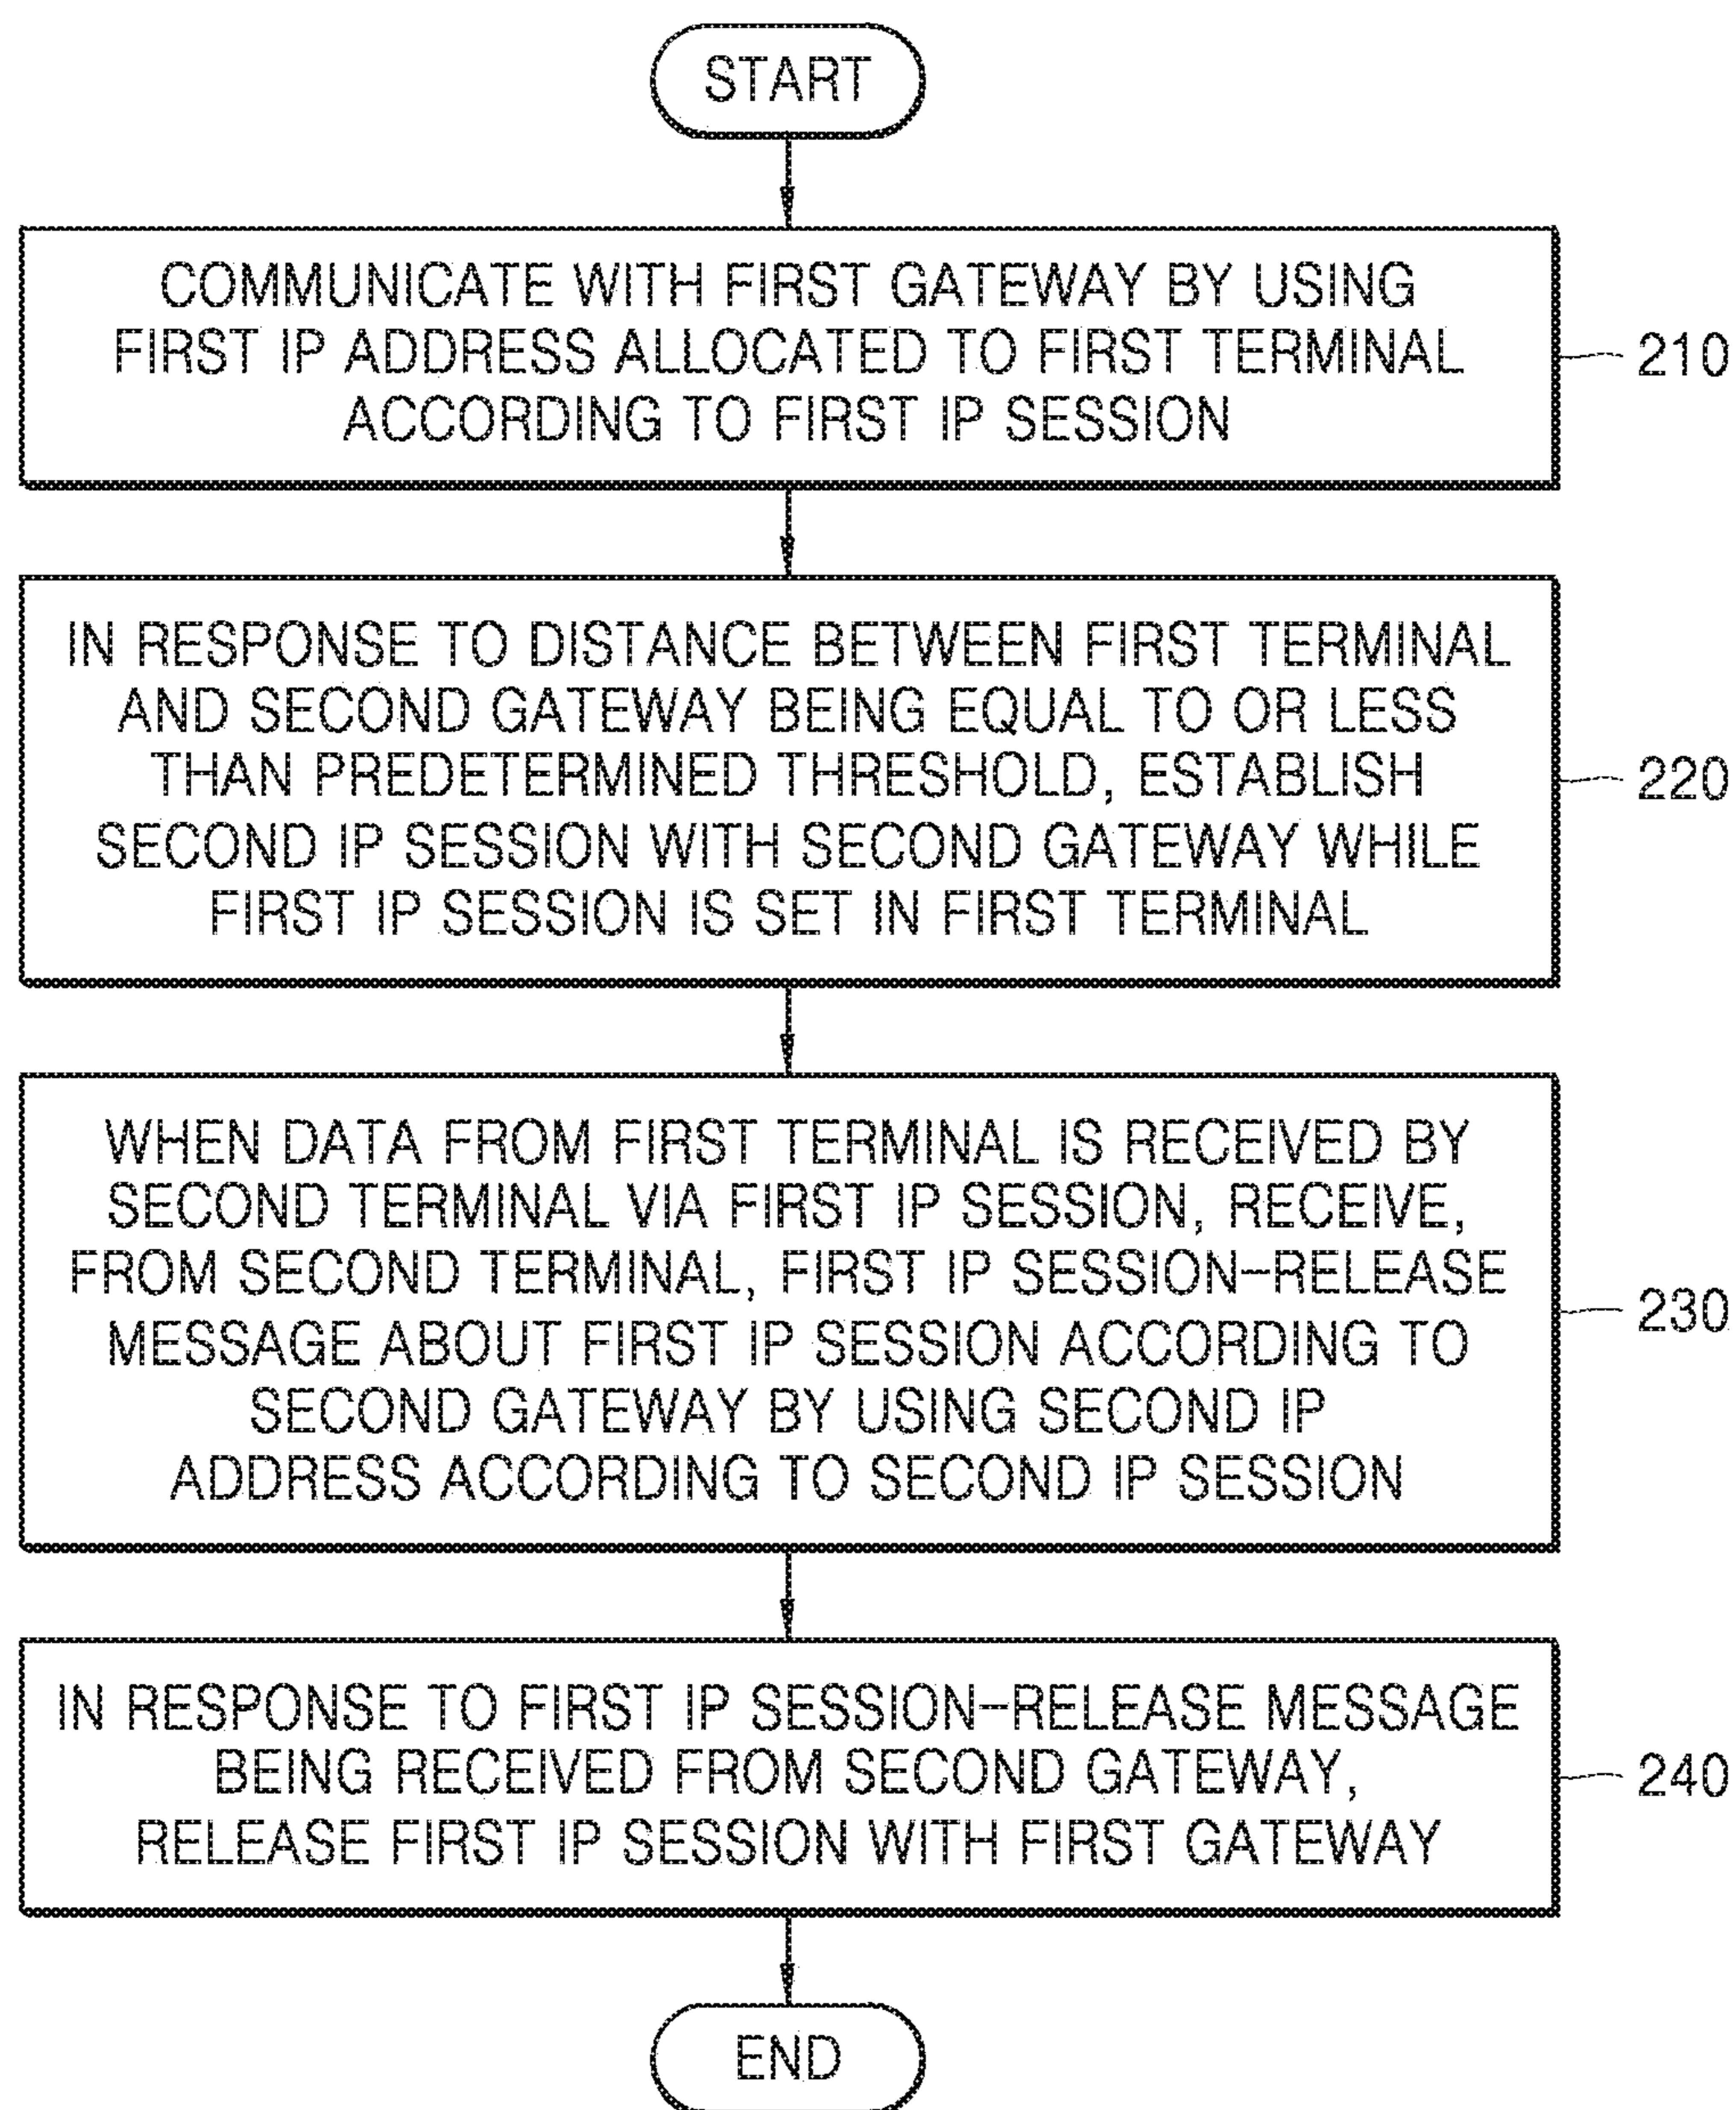 START
COMMUNICATE WITH FIRST GATEWAY BY USING
FIRST IP ADDRESS ALLOCATED TO FIRST TERMINAL
ACCORDING TO FIRST IP SESSION
210
IN RESPONSE TO DISTANCE BETWEEN FIRST TERMINAL
AND SECOND GATEWAY BEING EQUAL TO OR LESS
THAN PREDETERMINED THRESHOLD, ESTABLISH
SECOND IP SESSION WITH SECOND GATEWAY WHILE
FIRST IP SESSION IS SET IN FIRST TERMINAL
220
WHEN DATA FROM FIRST TERMINAL IS RECEIVED BY
SECOND TERMINAL VIA FIRST IP SESSION, RECEIVE,
FROM SECOND TERMINAL, FIRST IP SESSION–RELEASE
MESSAGE ABOUT FIRST IP SESSION ACCORDING TO
SECOND GATEWAY BY USING SECOND IP
ADDRESS ACCORDING TO SECOND IP SESSION
230
IN RESPONSE TO FIRST IP SESSION–RELEASE MESSAGE
BEING RECEIVED FROM SECOND GATEWAY,
RELEASE FIRST IP SESSION WITH FIRST GATEWAY
240
END